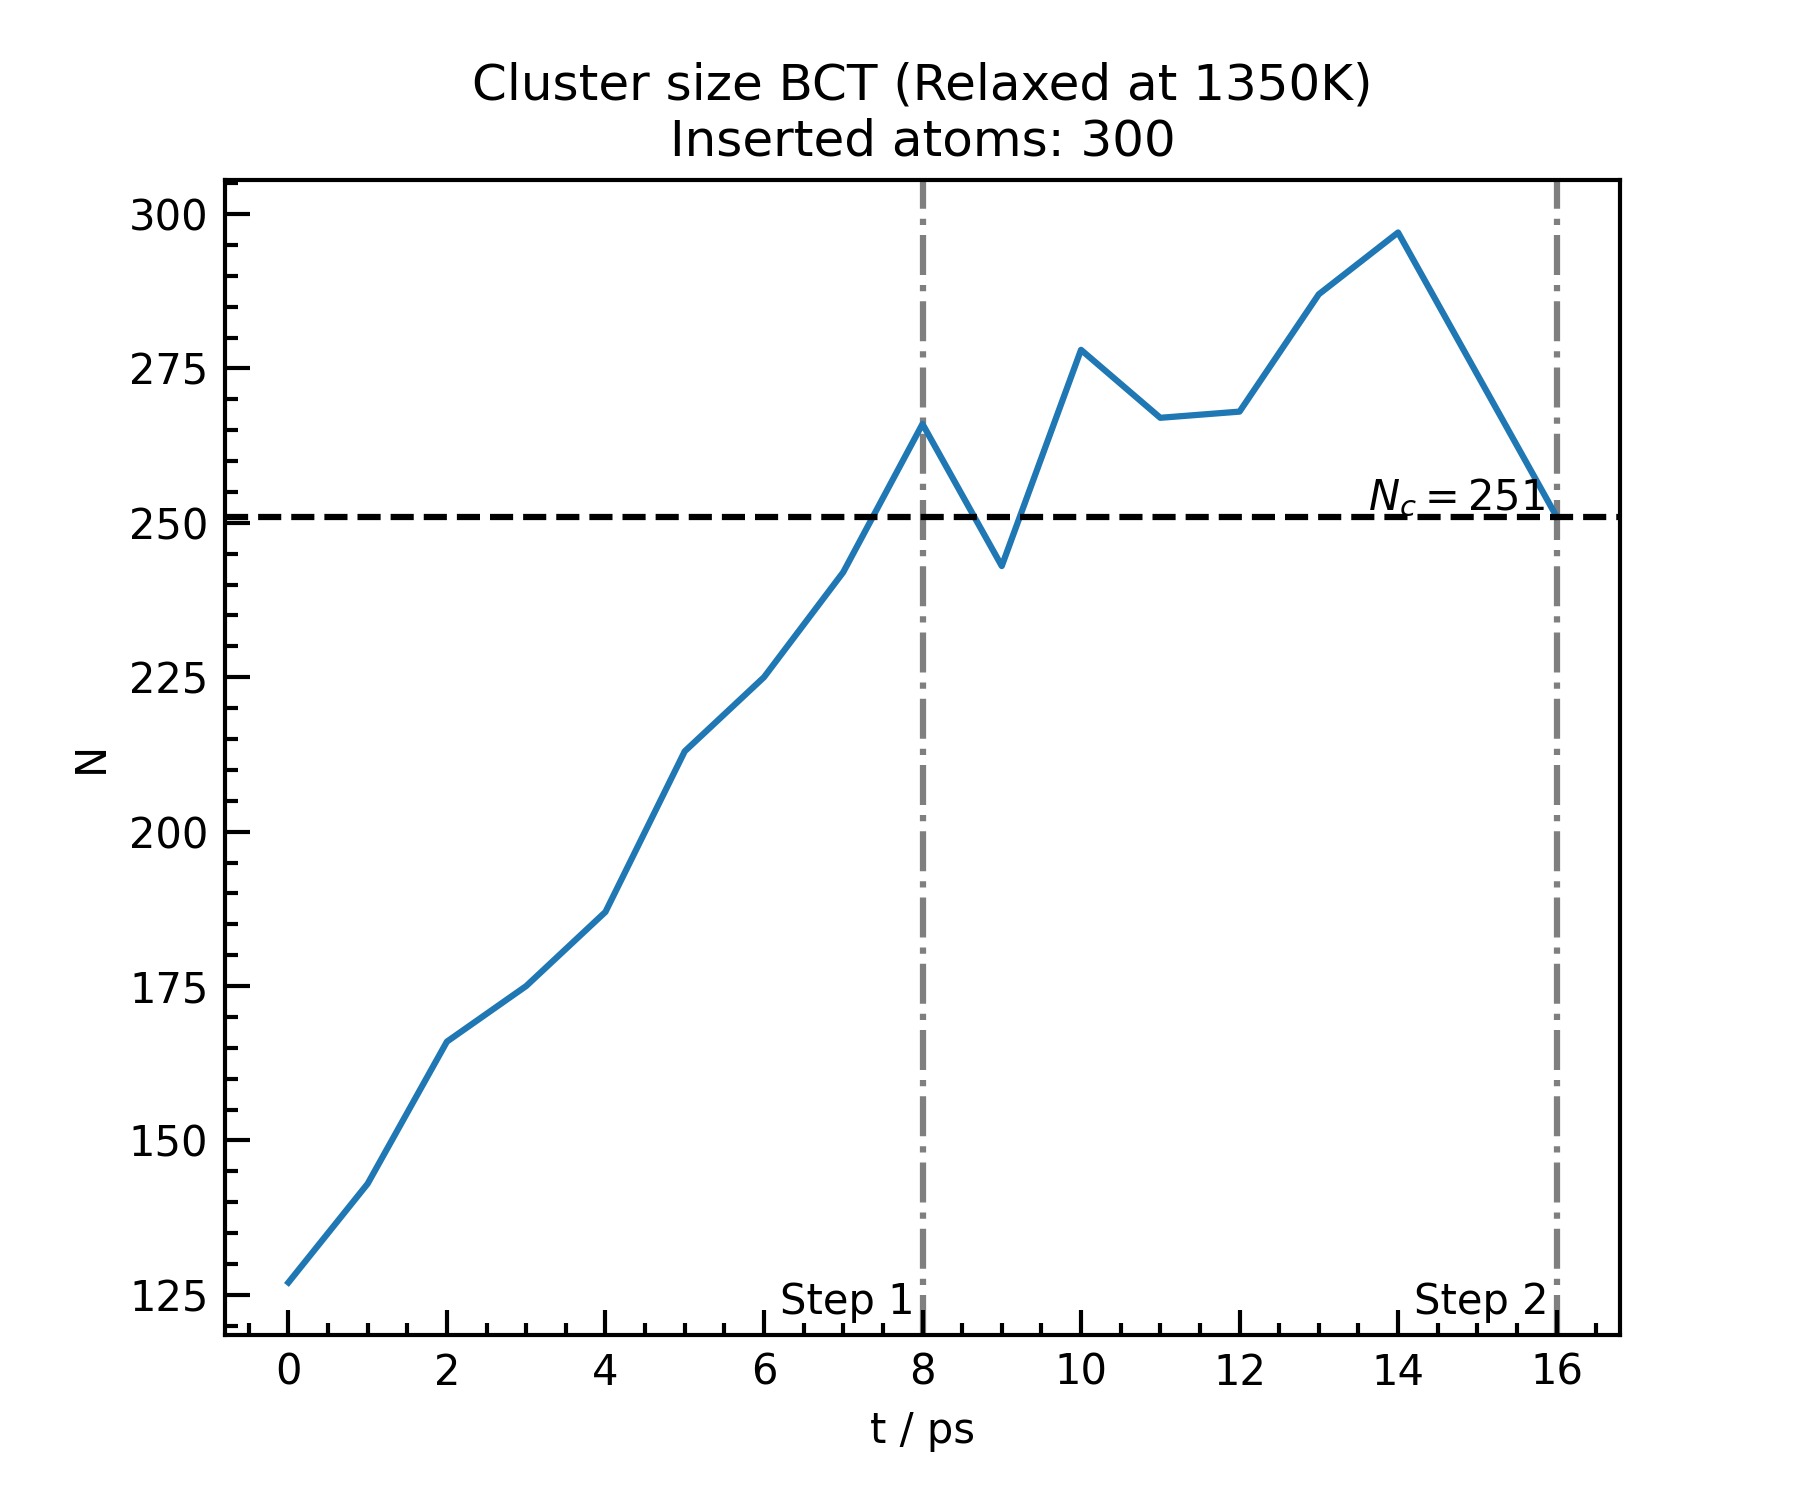 Cluster size BCT (Relaxed at 1350K)
Inserted atoms: 300
300
275
250
225
200
175
150
125
N
N_c = 251
Step 1
Step 2
0 2 4 6 8 10 12 14 16
t / ps